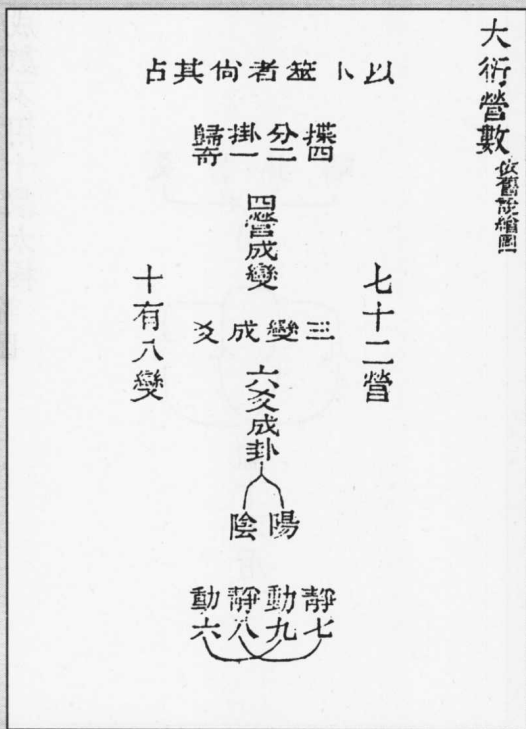 大衍營數 依舊說繪圖
以卜筮者尙其占
揲四 分二 掛一 歸奇
四營成變
三變成爻
七十二營
十有八變
六爻成卦
陽 陰
靜七 動九 靜八 動六